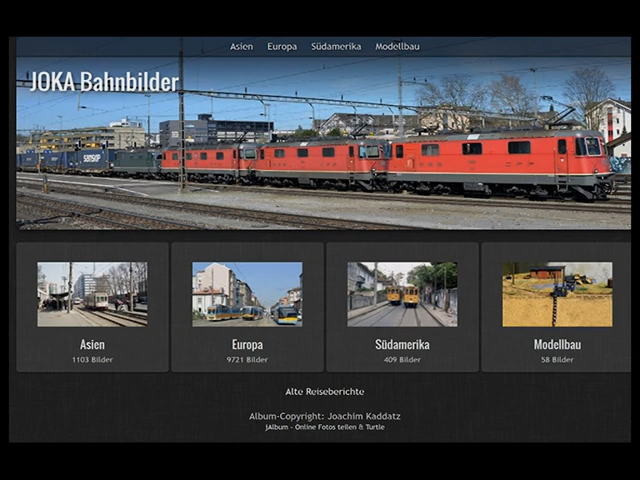 Asien Europa Südamerika Modellbau
JOKA Bahnbilder
Asien
1103 Bilder
Europa
9721 Bilder
Südamerika
409 Bilder
Modellbau
58 Bilder
Alte Reiseberichte
Album-Copyright: Joachim Kaddatz
jAlbum - Online Fotos teilen & Turtle